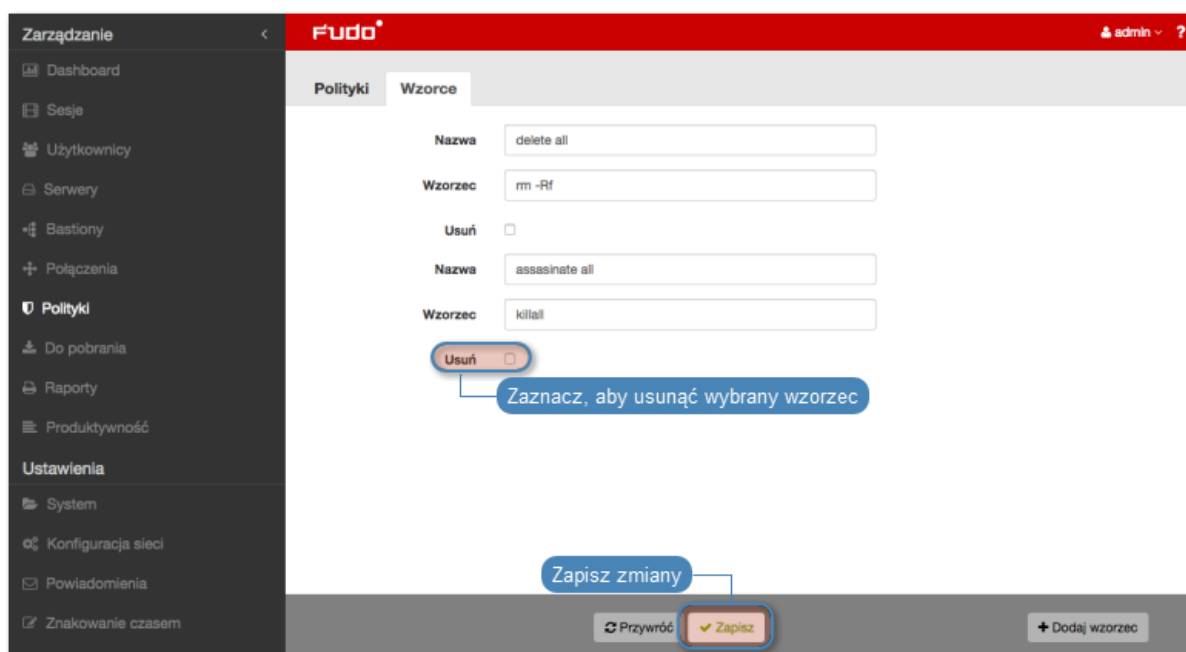 Zarządzanie
Dashboard
Sesje
Użytkownicy
Serwery
Bastiony
Połączenia
Polityki
Do pobrania
Raporty
Produktywność
Ustawienia
System
Konfiguracja sieci
Powiadomienia
Znakowanie czasem
FUDO
admin ?
Polityki Wzorce
Nazwa delete all
Wzorzec rm -Rf
Usuń
Nazwa assasinate all
Wzorzec killall
Usuń
Zaznacz, aby usunąć wybrany wzorzec
Zapisz zmiany
Przywróć Zapisz + Dodaj wzorzec